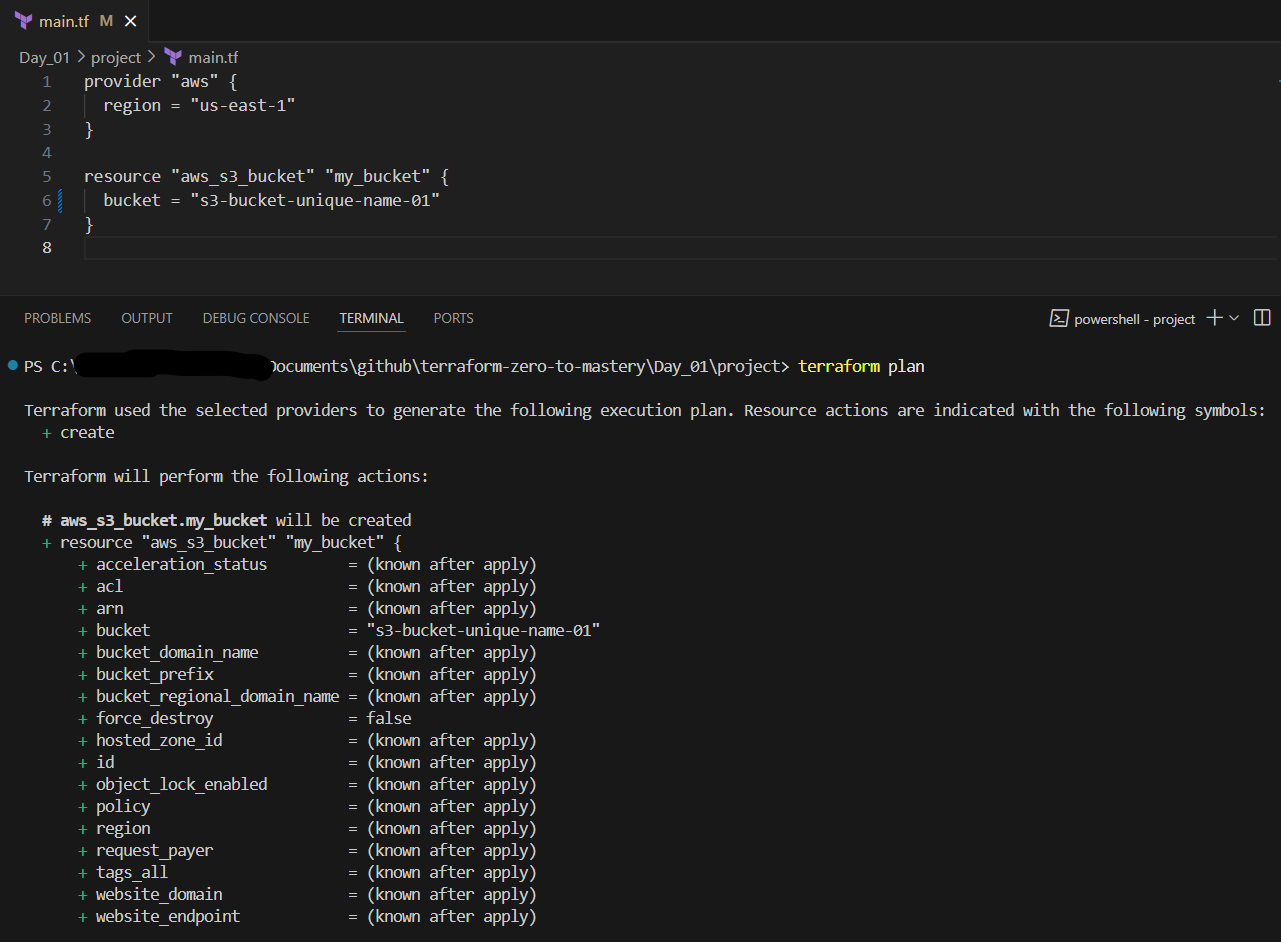 main.tf M ×
Day_01 > project > main.tf
1 provider "aws" {
2   region = "us-east-1"
3 }
4
5 resource "aws_s3_bucket" "my_bucket" {
6   bucket = "s3-bucket-unique-name-01"
7 }
8
PROBLEMS OUTPUT DEBUG CONSOLE TERMINAL PORTS powershell - project
PS C:\ Documents\github\terraform-zero-to-mastery\Day_01\project> terraform plan
Terraform used the selected providers to generate the following execution plan. Resource actions are indicated with the following symbols:
  + create
Terraform will perform the following actions:
  # aws_s3_bucket.my_bucket will be created
  + resource "aws_s3_bucket" "my_bucket" {
      + acceleration_status         = (known after apply)
      + acl                         = (known after apply)
      + arn                         = (known after apply)
      + bucket                      = "s3-bucket-unique-name-01"
      + bucket_domain_name          = (known after apply)
      + bucket_prefix               = (known after apply)
      + bucket_regional_domain_name = (known after apply)
      + force_destroy               = false
      + hosted_zone_id              = (known after apply)
      + id                          = (known after apply)
      + object_lock_enabled         = (known after apply)
      + policy                      = (known after apply)
      + region                      = (known after apply)
      + request_payer               = (known after apply)
      + tags_all                    = (known after apply)
      + website_domain              = (known after apply)
      + website_endpoint            = (known after apply)